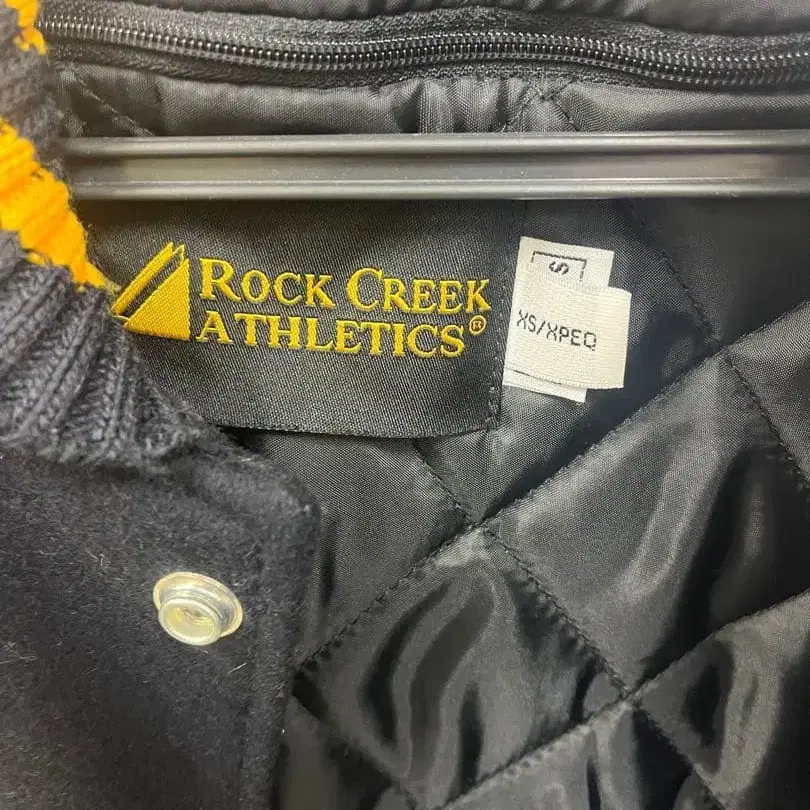 ROCK CREEK
ATHLETICS®
S
XS/XPEQ